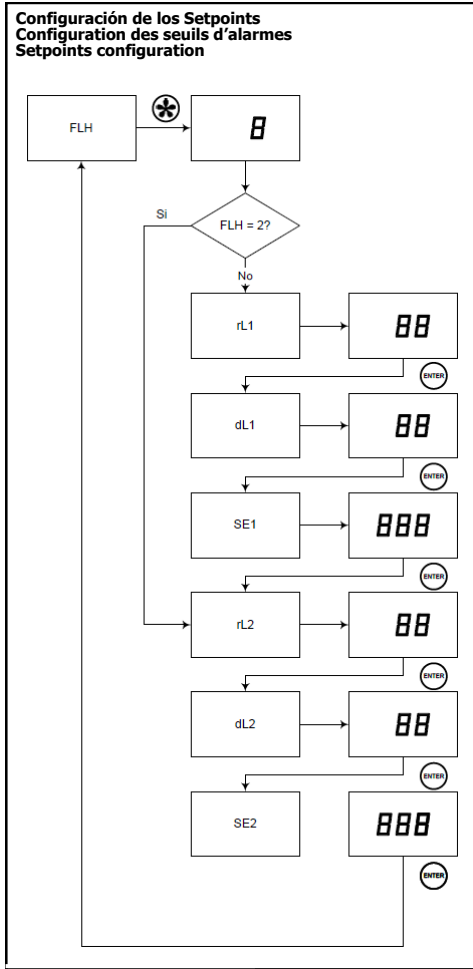 Configuración de los Setpoints
Configuration des seuils d'alarmes
Setpoints configuration
FLH
8
Si
FLH = 2?
No
rL1
88
ENTER
dL1
88
ENTER
SE1
888
ENTER
rL2
88
ENTER
dL2
88
ENTER
SE2
888
ENTER